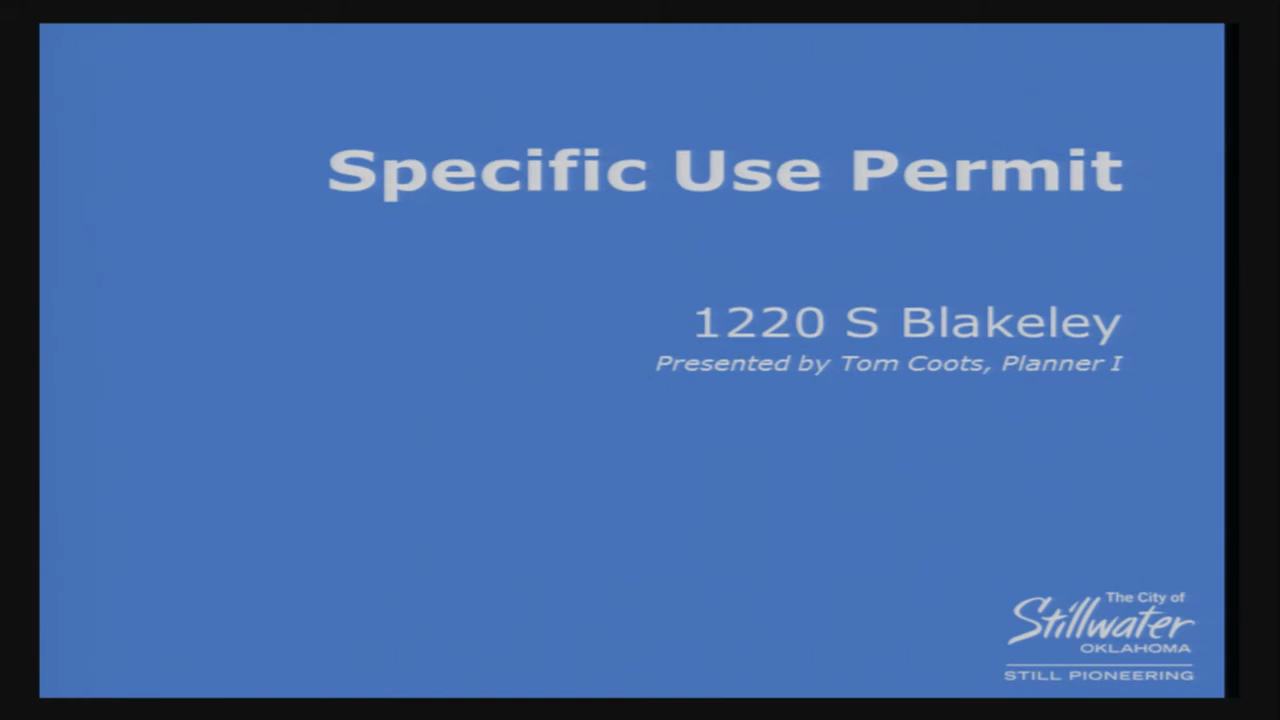 Specific Use Permit
1220 S Blakeley
Presented by Tom Coots, Planner I
The City of
Stillwater
OKLAHOMA
STILL PIONEERING